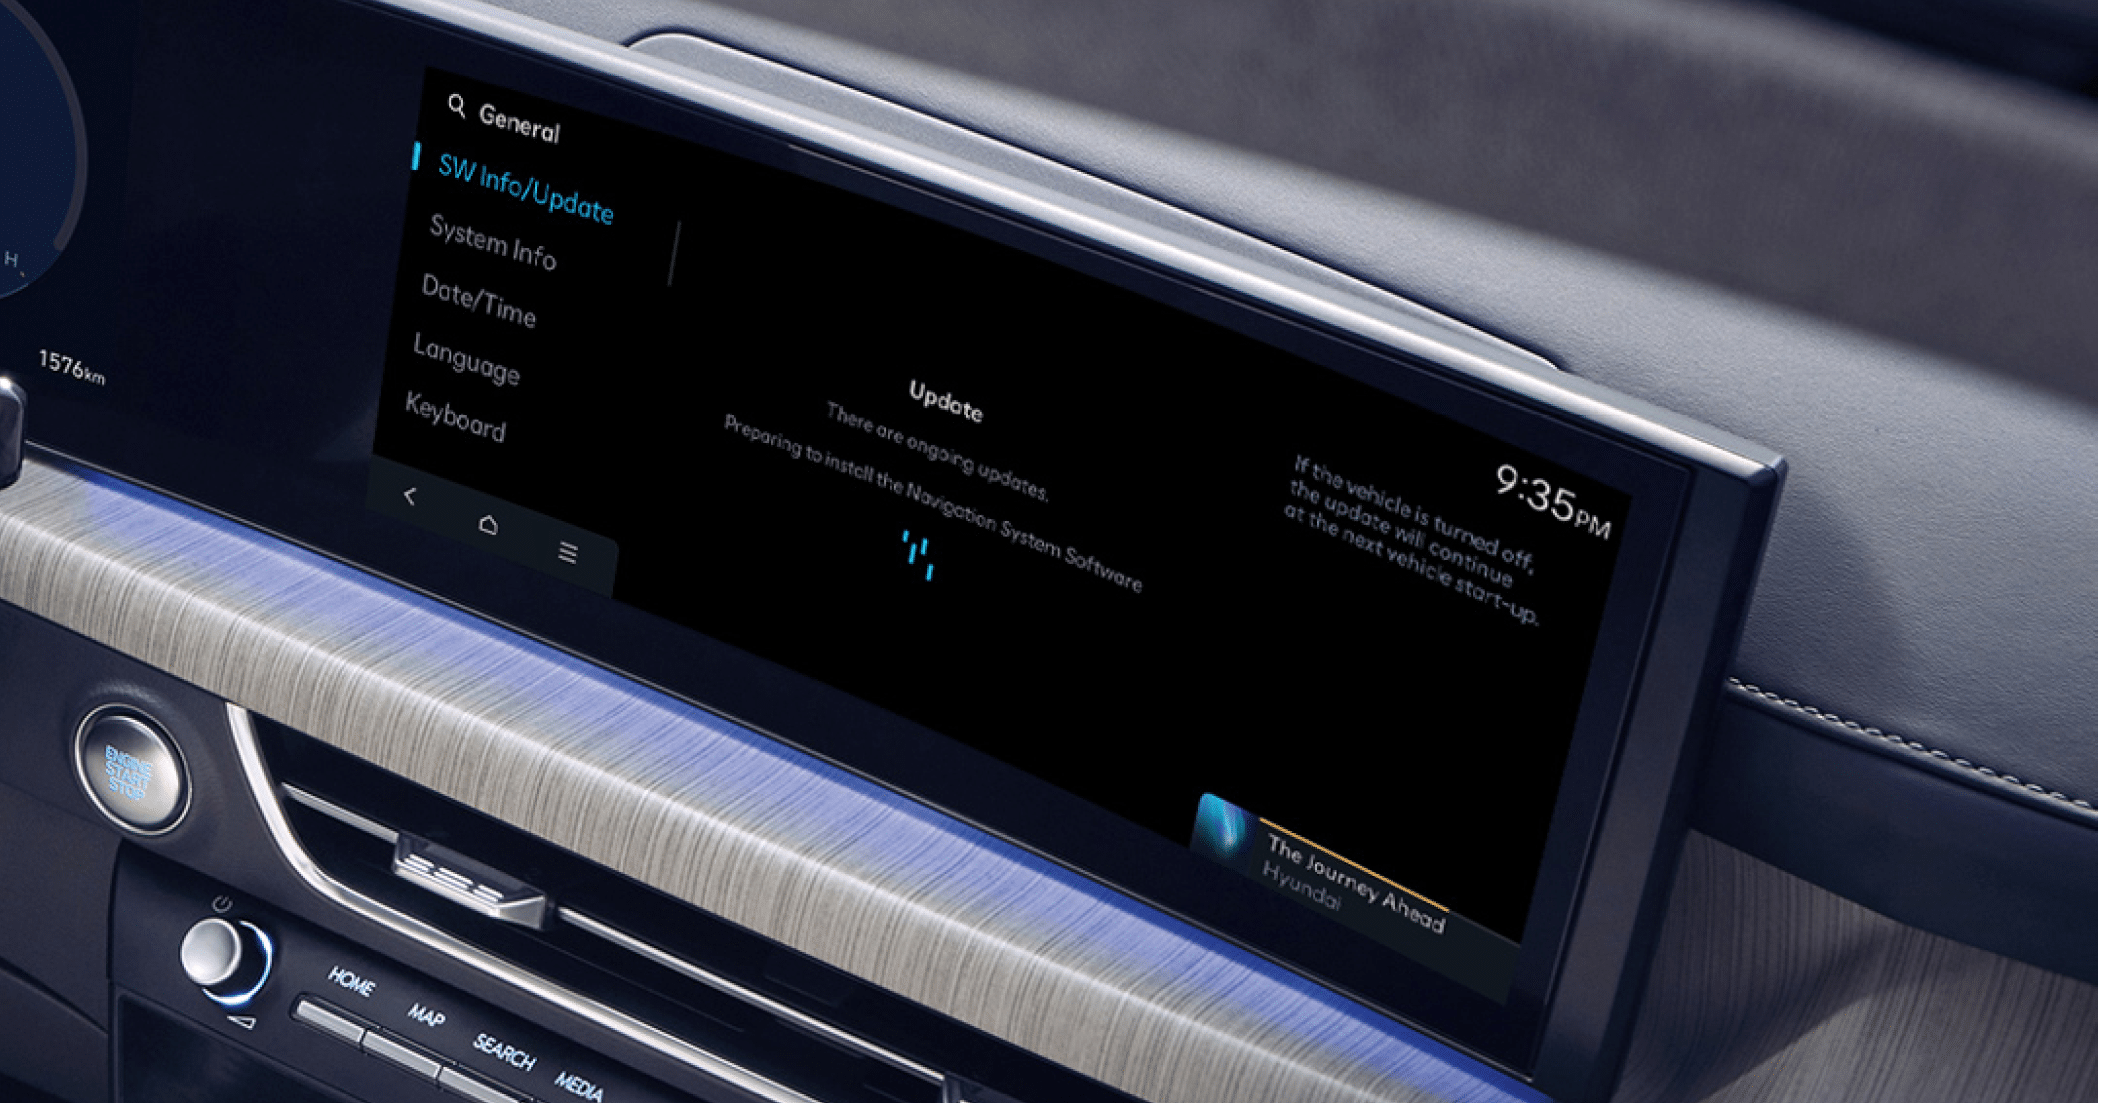 General
SW Info/Update
System Info
Date/Time
Language
Keyboard
H
1576km
Update
There are ongoing updates.
Preparing to install the Navigation System Software
9:35PM
If the vehicle is turned off,
the update will continue
at the next vehicle start-up.
The Journey Ahead
Hyundai
ENGINE
START
STOP
HOME
MAP
SEARCH
MEDIA